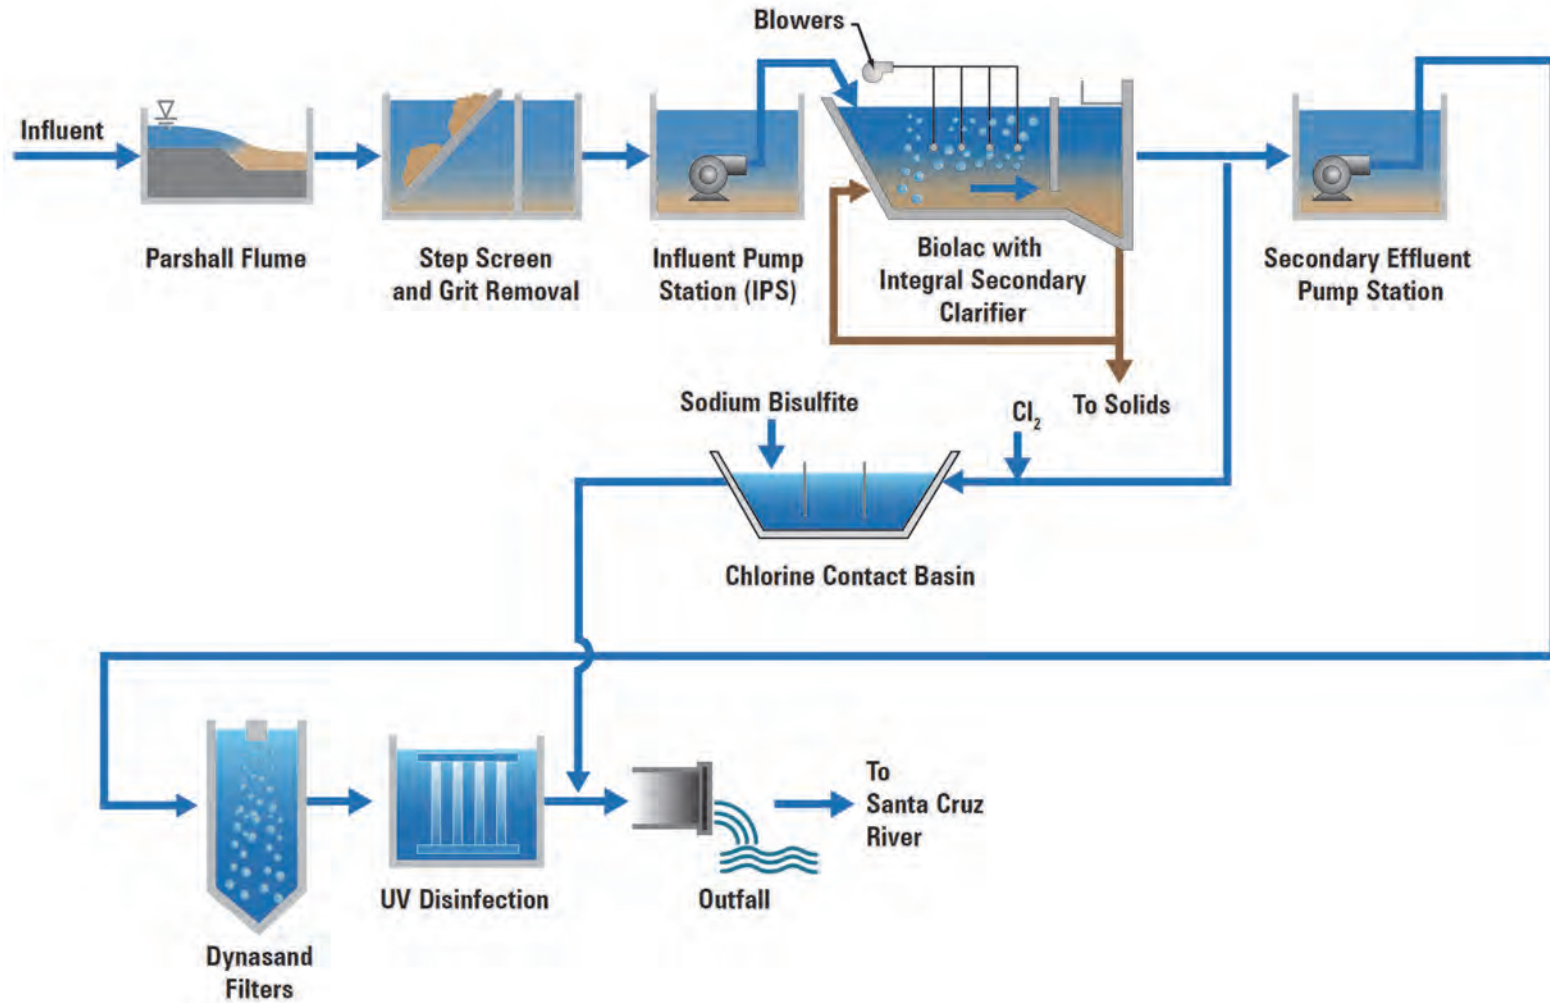 Blowers
Influent
Parshall Flume
Step Screen
and Grit Removal
Influent Pump
Station (IPS)
Biolac with
Integral Secondary
Clarifier
Secondary Effluent
Pump Station
Sodium Bisulfite
Cl₂
To Solids
Chlorine Contact Basin
To
Santa Cruz
River
UV Disinfection
Outfall
Dynasand
Filters